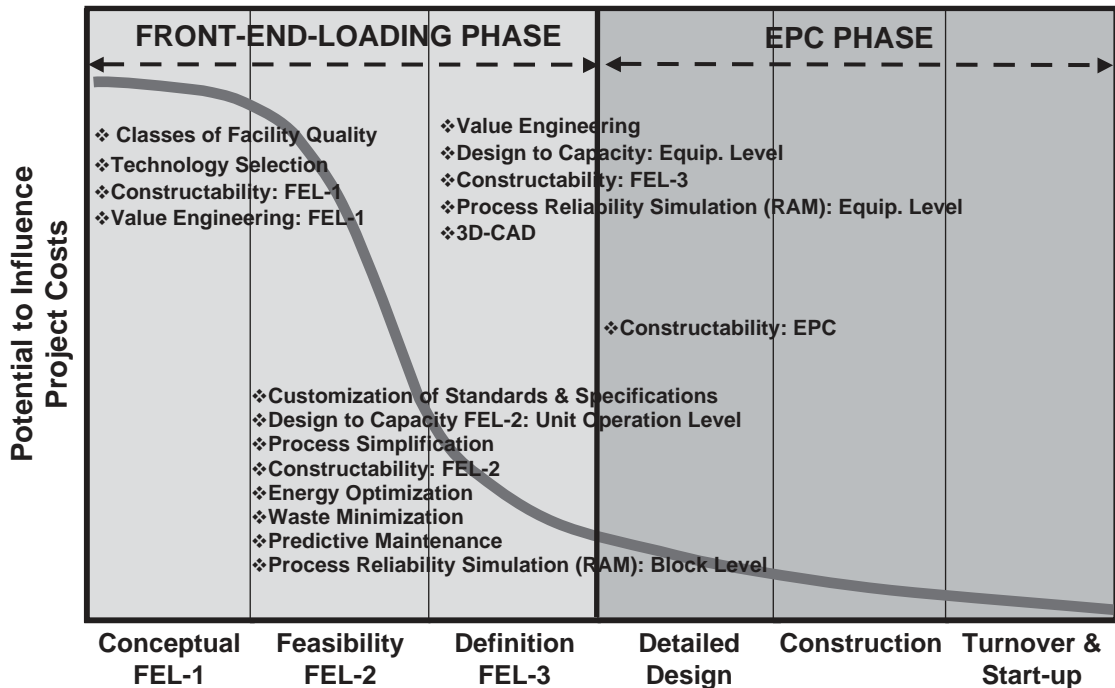 FRONT-END-LOADING PHASE
EPC PHASE
❖ Classes of Facility Quality
❖Technology Selection
❖Constructability: FEL-1
❖Value Engineering: FEL-1
❖Value Engineering
❖Design to Capacity: Equip. Level
❖Constructability: FEL-3
❖Process Reliability Simulation (RAM): Equip. Level
❖3D-CAD
❖Constructability: EPC
❖Customization of Standards & Specifications
❖Design to Capacity FEL-2: Unit Operation Level
❖Process Simplification
❖Constructability: FEL-2
❖Energy Optimization
❖Waste Minimization
❖Predictive Maintenance
❖Process Reliability Simulation (RAM): Block Level
Potential to Influence
Project Costs
Conceptual
FEL-1
Feasibility
FEL-2
Definition
FEL-3
Detailed
Design
Construction
Turnover &
Start-up